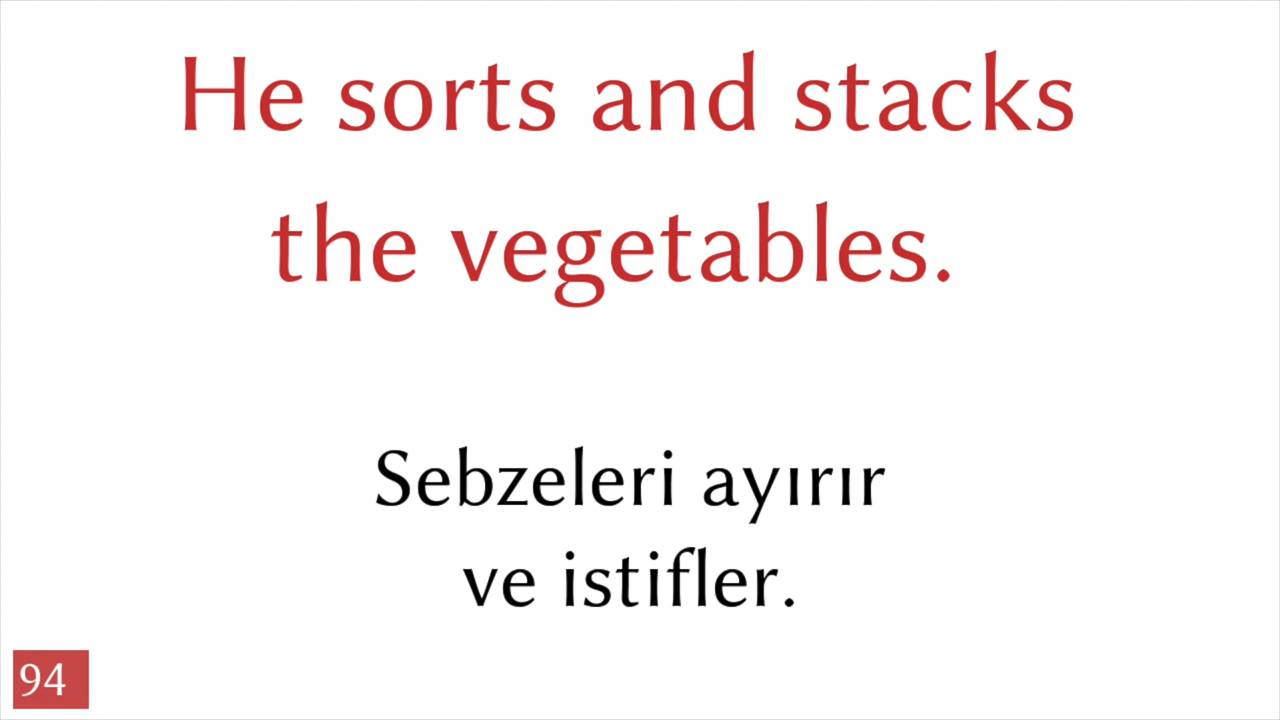 He sorts and stacks
the vegetables.
Sebzeleri ayırır
ve istifler.
94